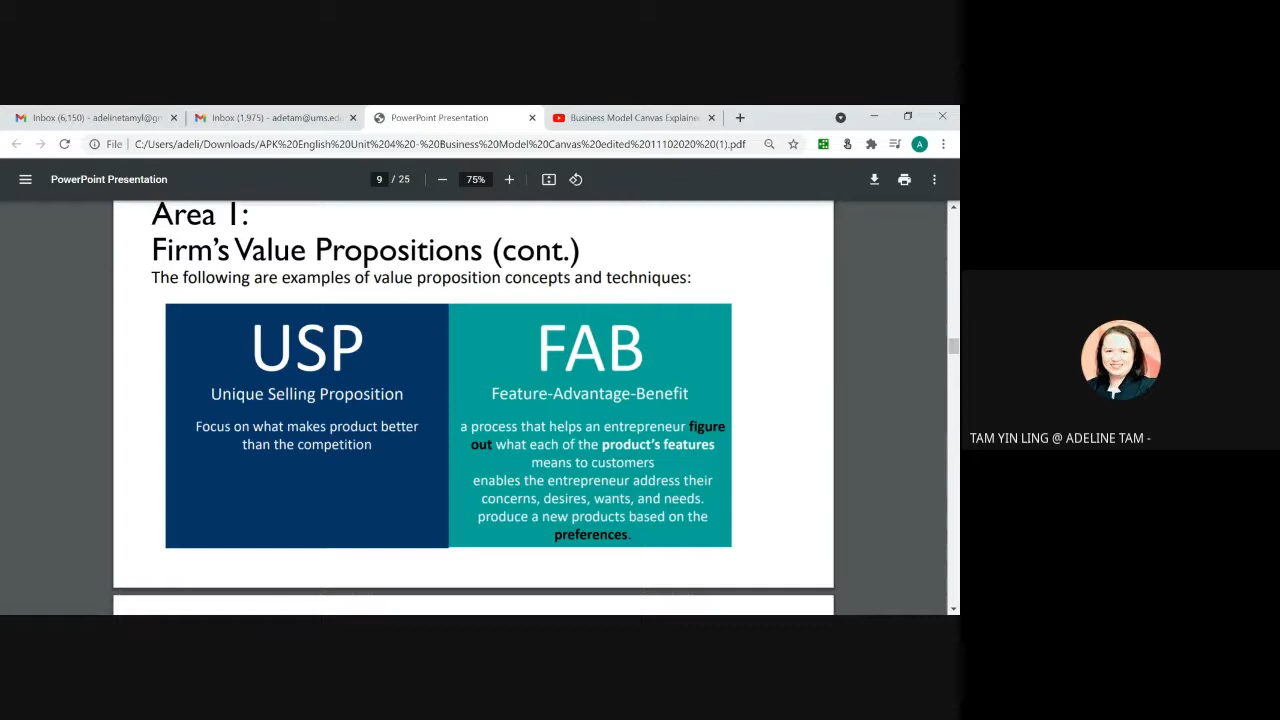 Inbox (6,150) - adelinetamyl@gm
Inbox (1,975) - adetam@ums.edu
PowerPoint Presentation
Business Model Canvas Explaine
File
C:/Users/adeli/Downloads/APK%20English%20Unit%204%20-%20Business%20Model%20Canvas%20edited%2011102020%20(1).pdf
A
PowerPoint Presentation
9 / 25
75%
Area 1:
Firm's Value Propositions (cont.)
The following are examples of value proposition concepts and techniques:
USP
Unique Selling Proposition
Focus on what makes product better
than the competition
FAB
Feature-Advantage-Benefit
a process that helps an entrepreneur figure
out what each of the product's features
means to customers
enables the entrepreneur address their
concerns, desires, wants, and needs.
produce a new products based on the
preferences.
TAM YIN LING @ ADELINE TAM -